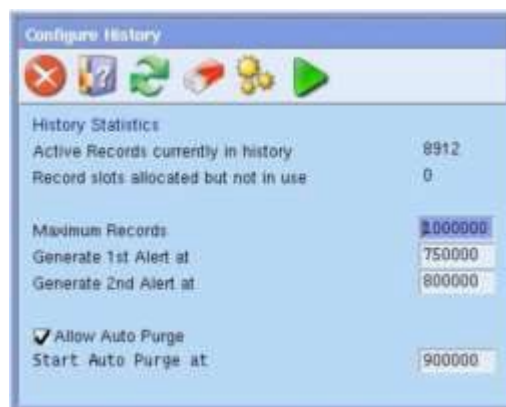 Configure History
History Statistics
Active Records currently in history 8912
Record slots allocated but not in use 0
Maximum Records 1000000
Generate 1st Alert at 750000
Generate 2nd Alert at 800000
Allow Auto Purge
Start Auto Purge at 900000